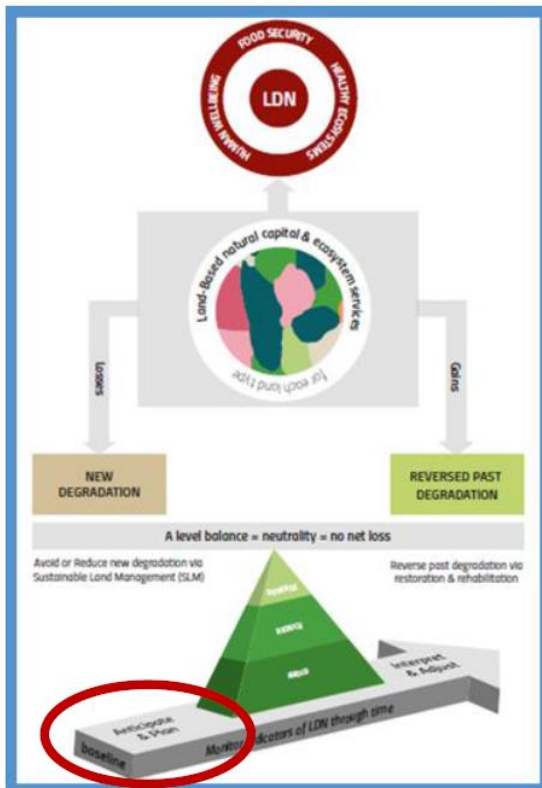 FOOD SECURITY
HUMAN WELLBEING
HEALTHY ECOSYSTEMS
LDN
Land-Based natural capital & ecosystem services
for each land type
Losses
Gains
NEW
DEGRADATION
REVERSED PAST
DEGRADATION
A level balance = neutrality = no net loss
Avoid or Reduce new degradation via
Sustainable Land Management (SLM)
Reverse past degradation via
restoration & rehabilitation
Interpret
& Adjust
Anticipate
& Plan
baseline
Monitor indicators of LDN through time